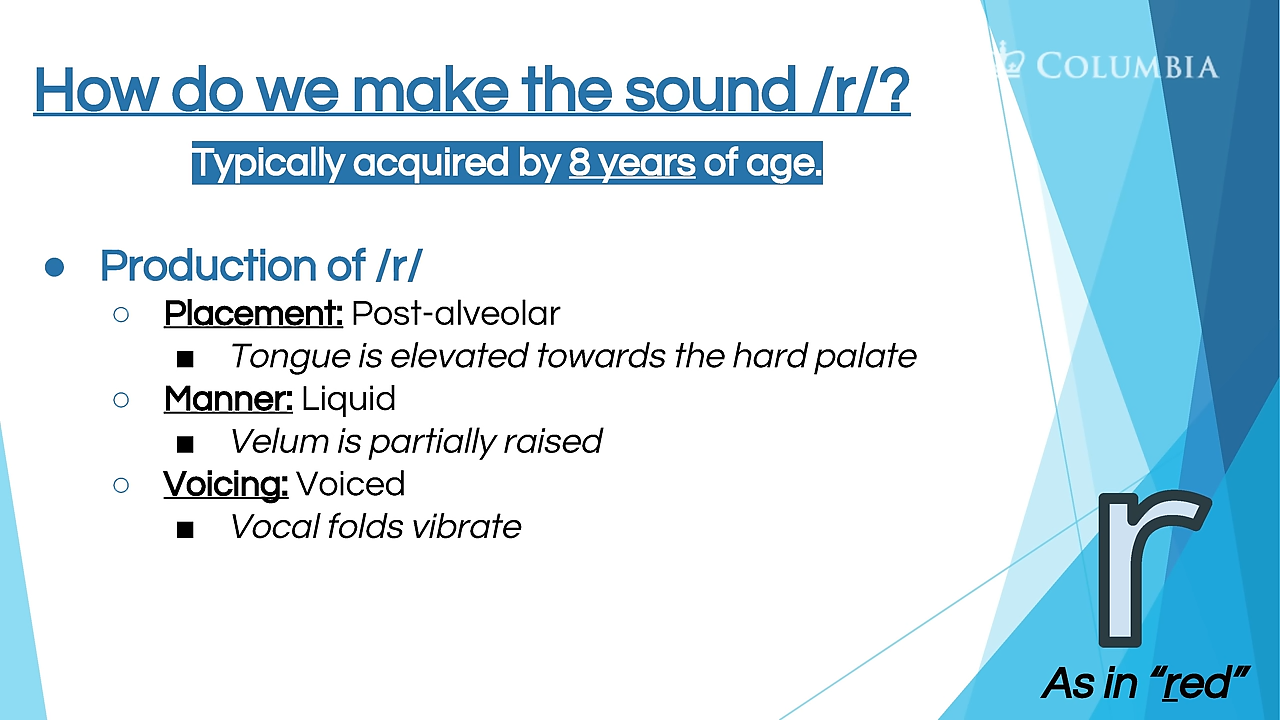 COLUMBIA
How do we make the sound /r/?
Typically acquired by 8 years of age.
● Production of /r/
○ Placement: Post-alveolar
■ Tongue is elevated towards the hard palate
○ Manner: Liquid
■ Velum is partially raised
○ Voicing: Voiced
■ Vocal folds vibrate
r
As in “red”